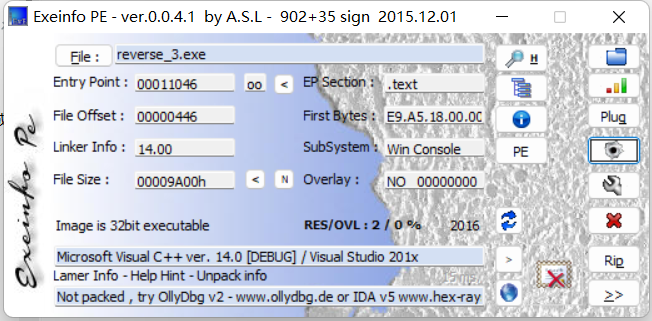 Exeinfo PE - ver.0.0.4.1 by A.S.L - 902+35 sign 2015.12.01
File : reverse_3.exe H
Entry Point : 00011046 oo < EP Section : .text
File Offset : 00000446 First Bytes : E9.A5.18.00.00 Plug
Linker Info : 14.00 SubSystem : Win Console PE
File Size : 00009A00h < N Overlay : NO 00000000
Image is 32bit executable RES/OVL : 2 / 0 % 2016
Microsoft Visual C++ ver. 14.0 [DEBUG] / Visual Studio 201x > Rip
Lamer Info - Help Hint - Unpack info
Not packed , try OllyDbg v2 - www.ollydbg.de or IDA v5 www.hex-ray >>
Exeinfo Pe